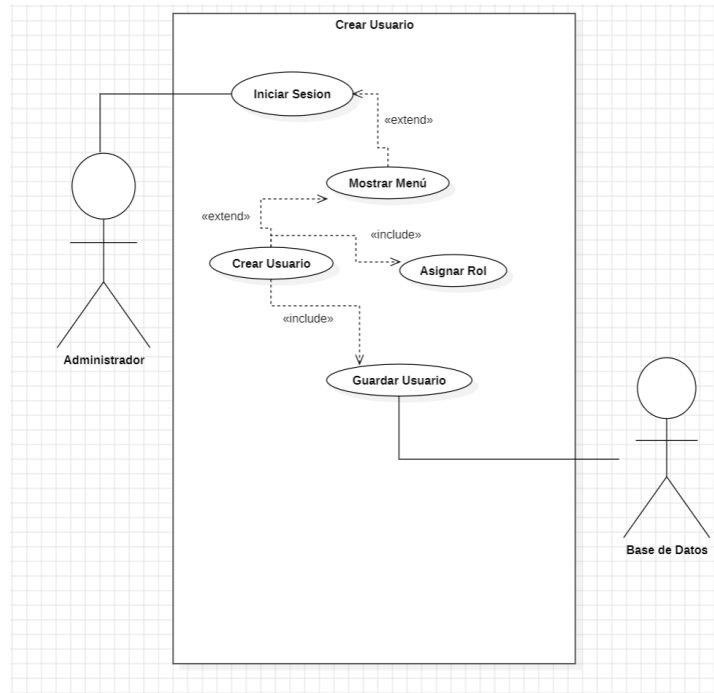 Crear Usuario
Iniciar Sesion
«extend»
Mostrar Menú
«extend»
«include»
Crear Usuario
Asignar Rol
«include»
Administrador
Guardar Usuario
Base de Datos